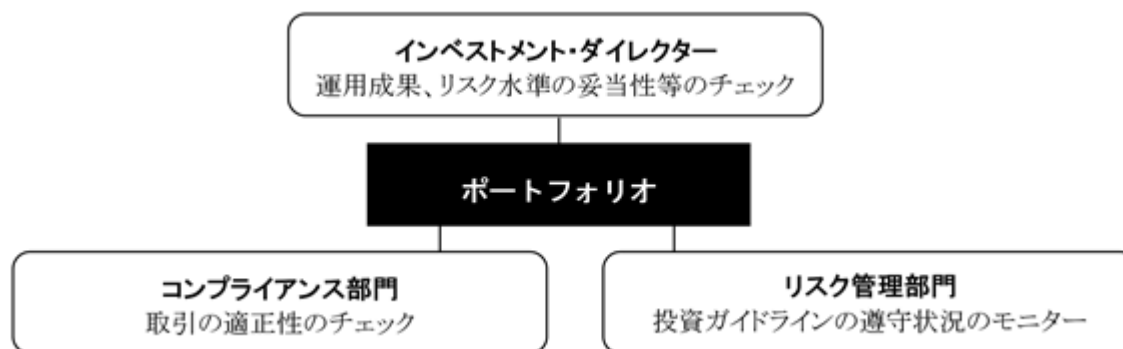 インベストメント・ダイレクター
運用成果、リスク水準の妥当性等のチェック
ポートフォリオ
コンプライアンス部門
取引の適正性のチェック
リスク管理部門
投資ガイドラインの遵守状況のモニター